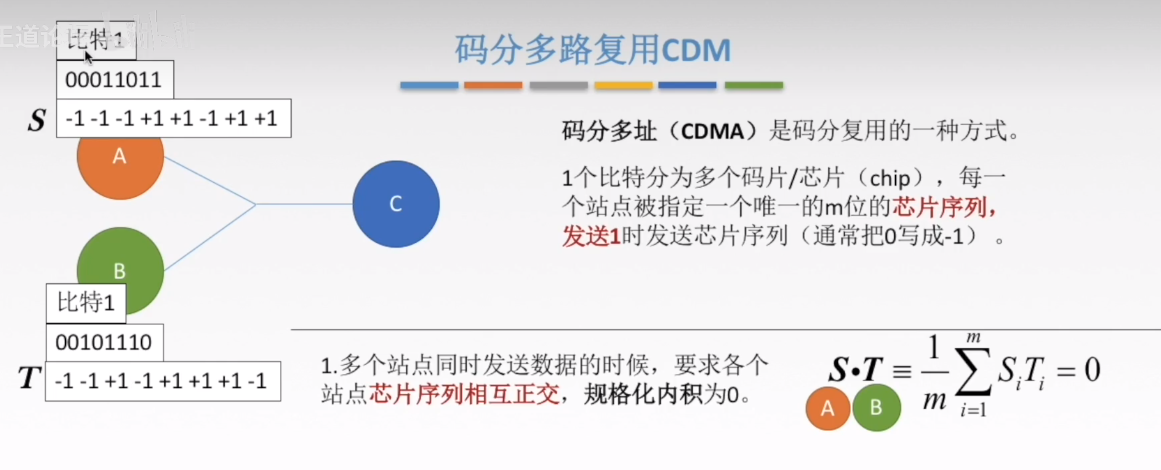 王道论
比特1
码分多路复用CDM
00011011
S
-1 -1 -1 +1 +1 -1 +1 +1
A
C
B
码分多址（CDMA）是码分复用的一种方式。
1个比特分为多个码片/芯片（chip），每一
个站点被指定一个唯一的m位的芯片序列，
发送1时发送芯片序列（通常把0写成-1）。
比特1
00101110
T
-1 -1 +1 -1 +1 +1 +1 -1
1.多个站点同时发送数据的时候，要求各个
站点芯片序列相互正交，规格化内积为0。
S•T ≡ 1/m ∑_{i=1}^{m} S_i T_i = 0
A B